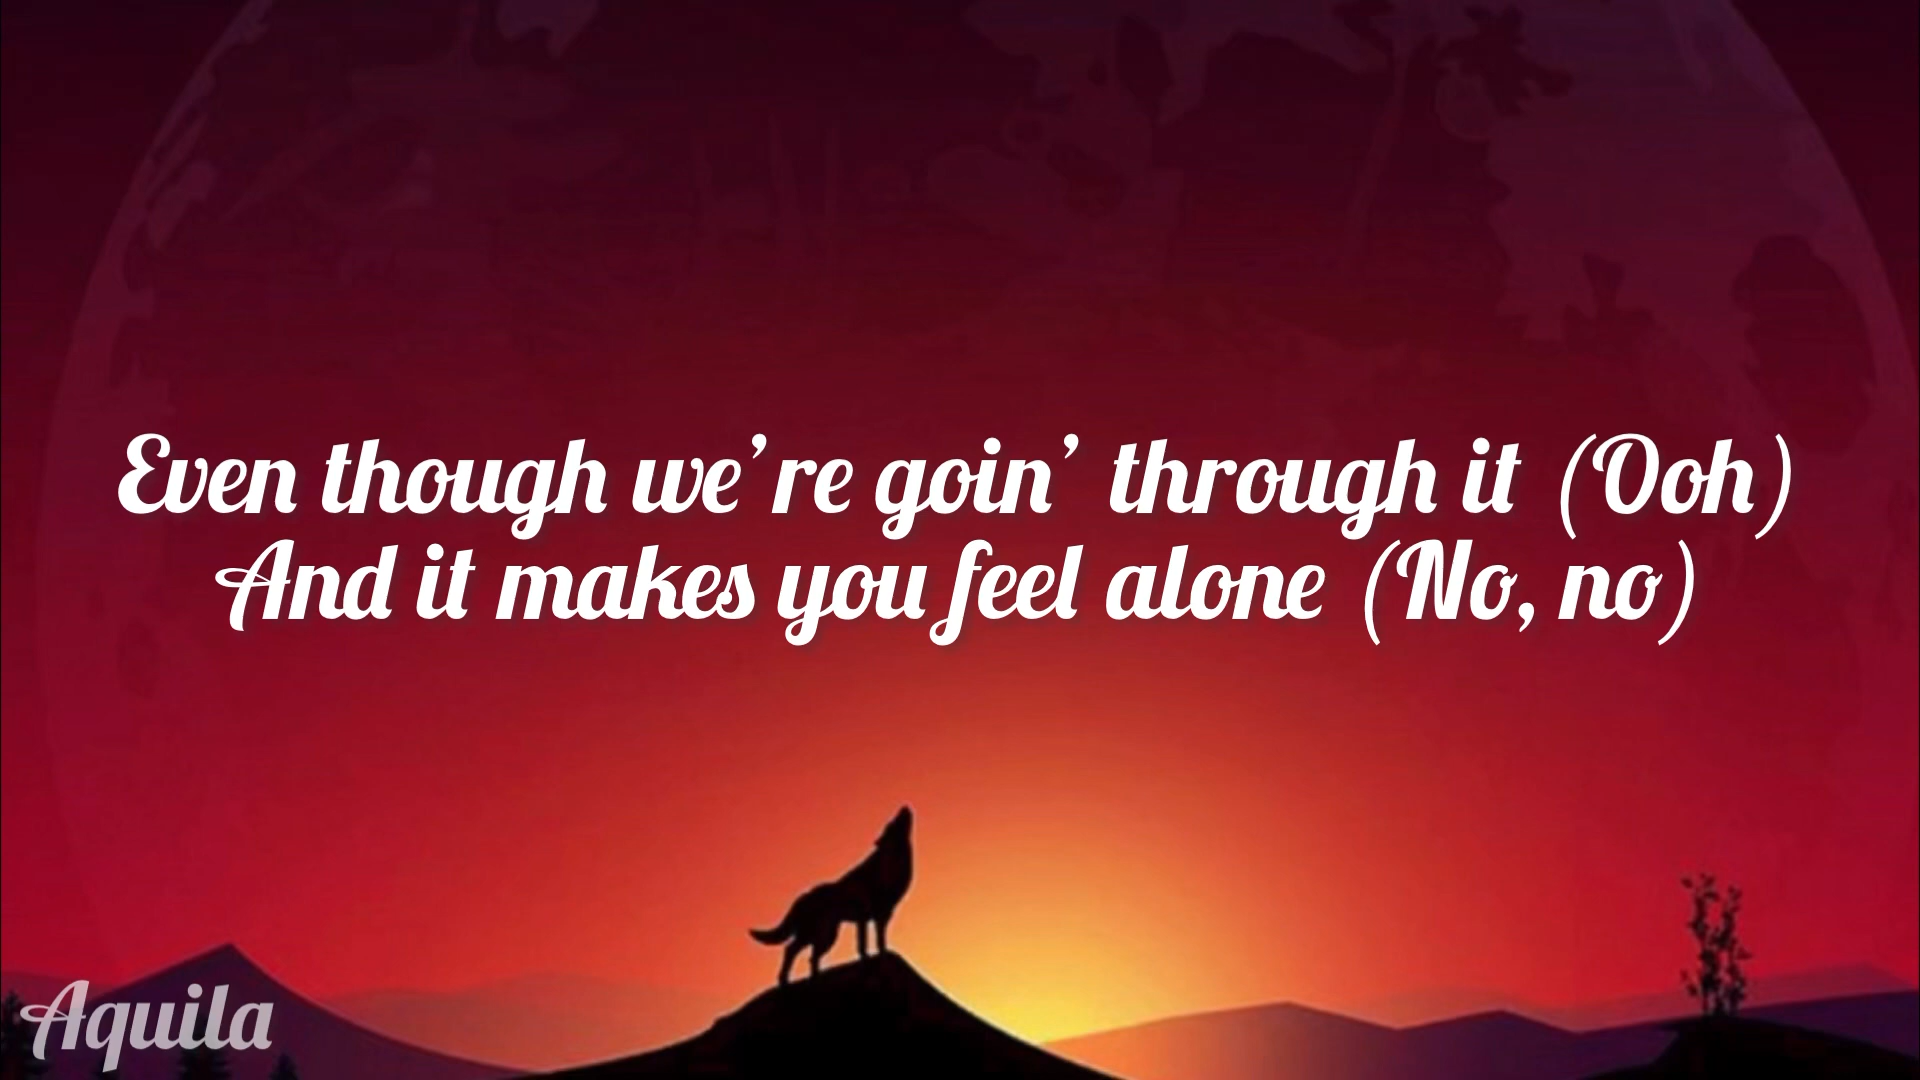 Even though we're goin' through it (Ooh)
And it makes you feel alone (No, no)
Aquila